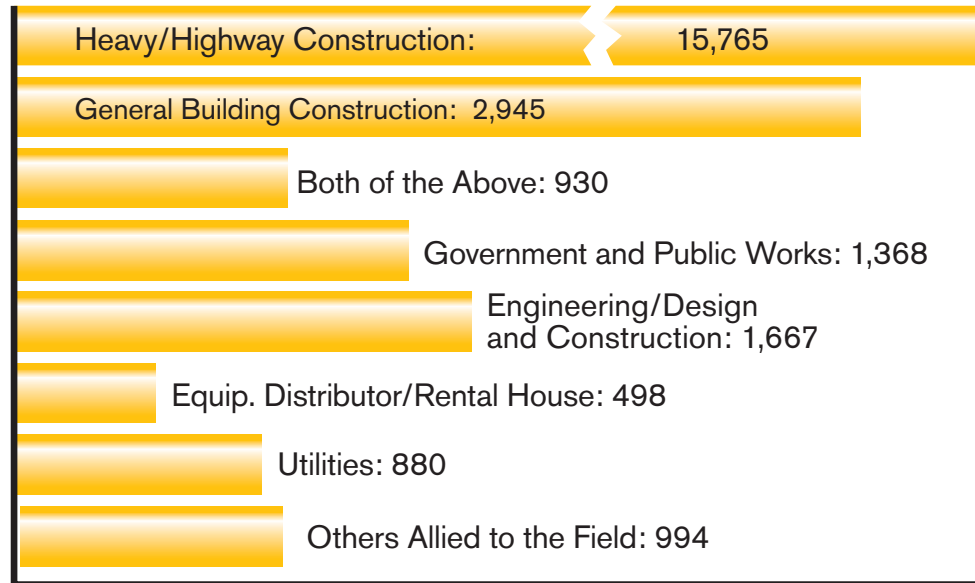 Heavy/Highway Construction: 15,765
General Building Construction: 2,945
Both of the Above: 930
Government and Public Works: 1,368
Engineering/Design
and Construction: 1,667
Equip. Distributor/Rental House: 498
Utilities: 880
Others Allied to the Field: 994